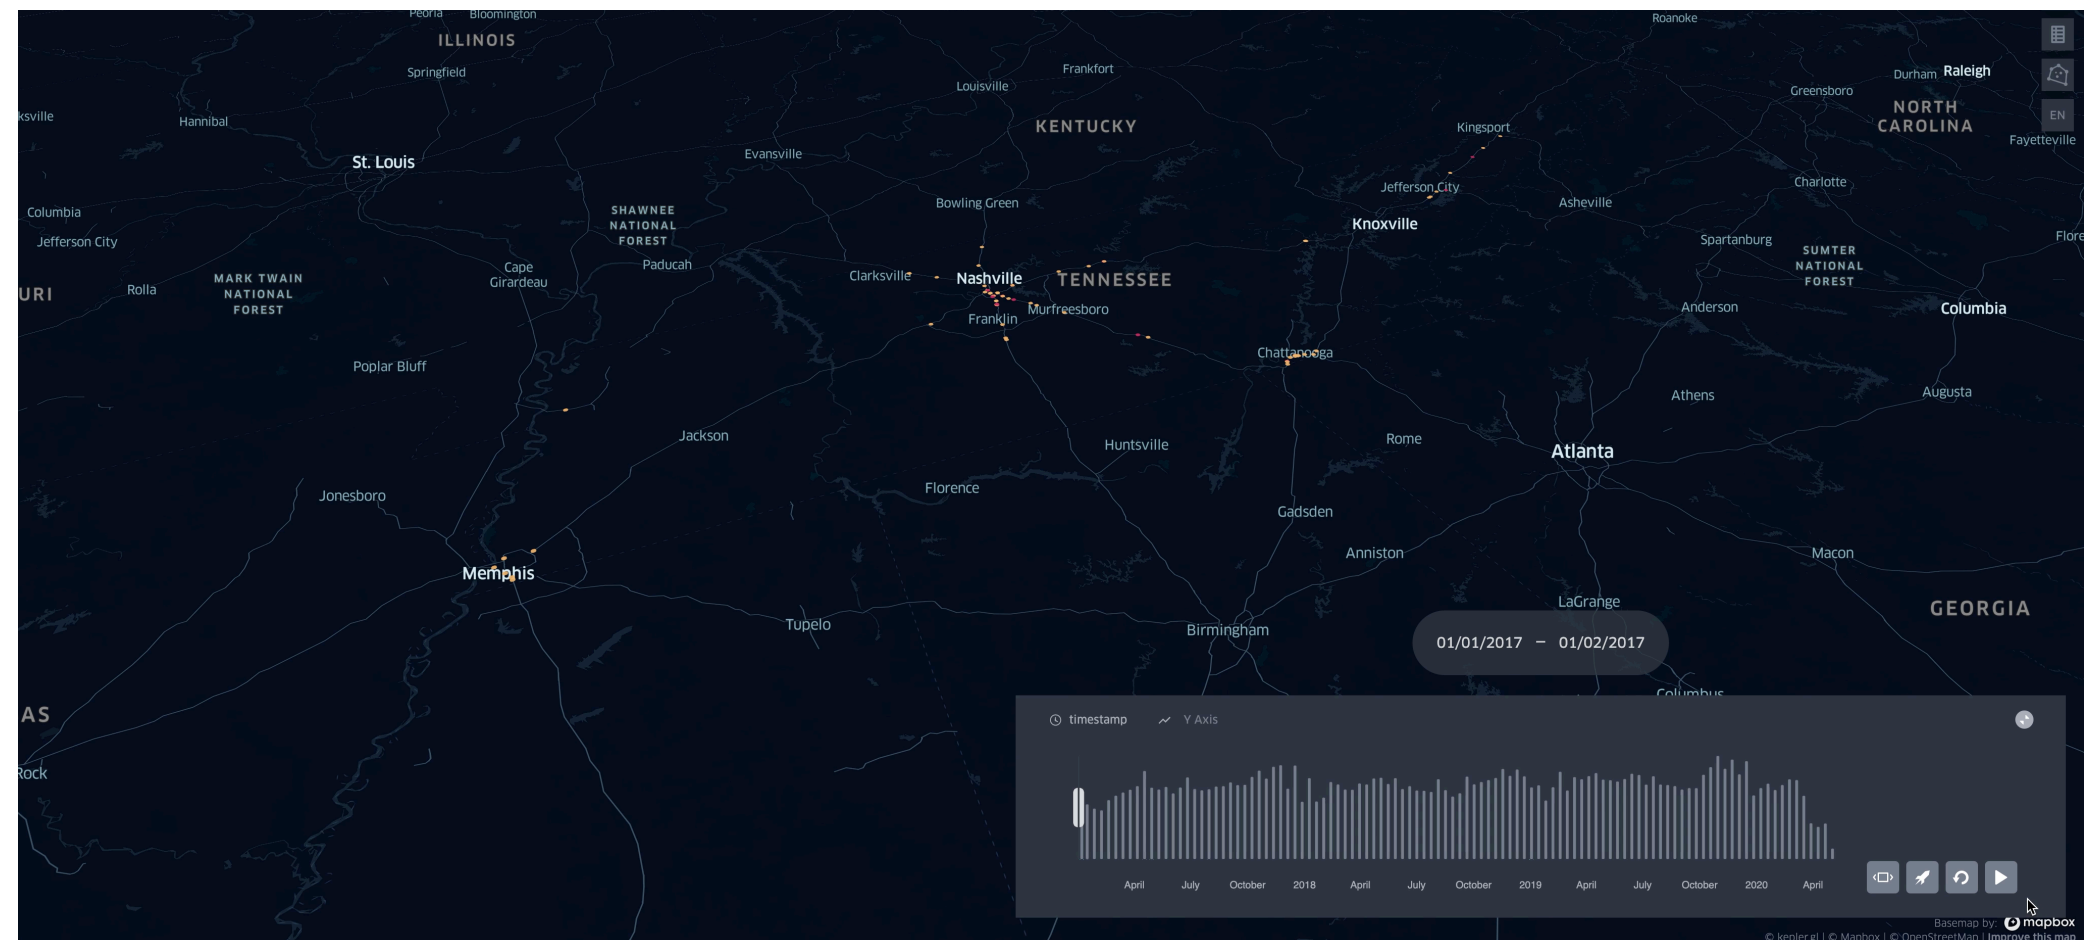 Peoria
Bloomington
Roanoke
ILLINOIS
Springfield
Frankfort
Louisville
Durham
Raleigh
Greensboro
ksville
Hannibal
KENTUCKY
Kingsport
NORTH
CAROLINA
EN
Fayetteville
St. Louis
Evansville
Jefferson City
Charlotte
Columbia
Bowling Green
Asheville
SHAWNEE
NATIONAL
FOREST
Knoxville
Jefferson City
Spartanburg
Flore
SUMTER
NATIONAL
FOREST
Paducah
Cape
Girardeau
Clarksville
Nashville
TENNESSEE
URI
Rolla
MARK TWAIN
NATIONAL
FOREST
Franklin
Murfreesboro
Anderson
Columbia
Chattanooga
Poplar Bluff
Athens
Augusta
Jackson
Huntsville
Rome
Atlanta
Jonesboro
Florence
Gadsden
Anniston
Macon
Memphis
LaGrange
GEORGIA
Tupelo
Birmingham
01/01/2017 – 01/02/2017
Columbus
AS
timestamp
Y Axis
Rock
April July October 2018 April July October 2019 April July October 2020 April
Basemap by: mapbox
© kepler.gl | © Mapbox | © OpenStreetMap | Improve this map